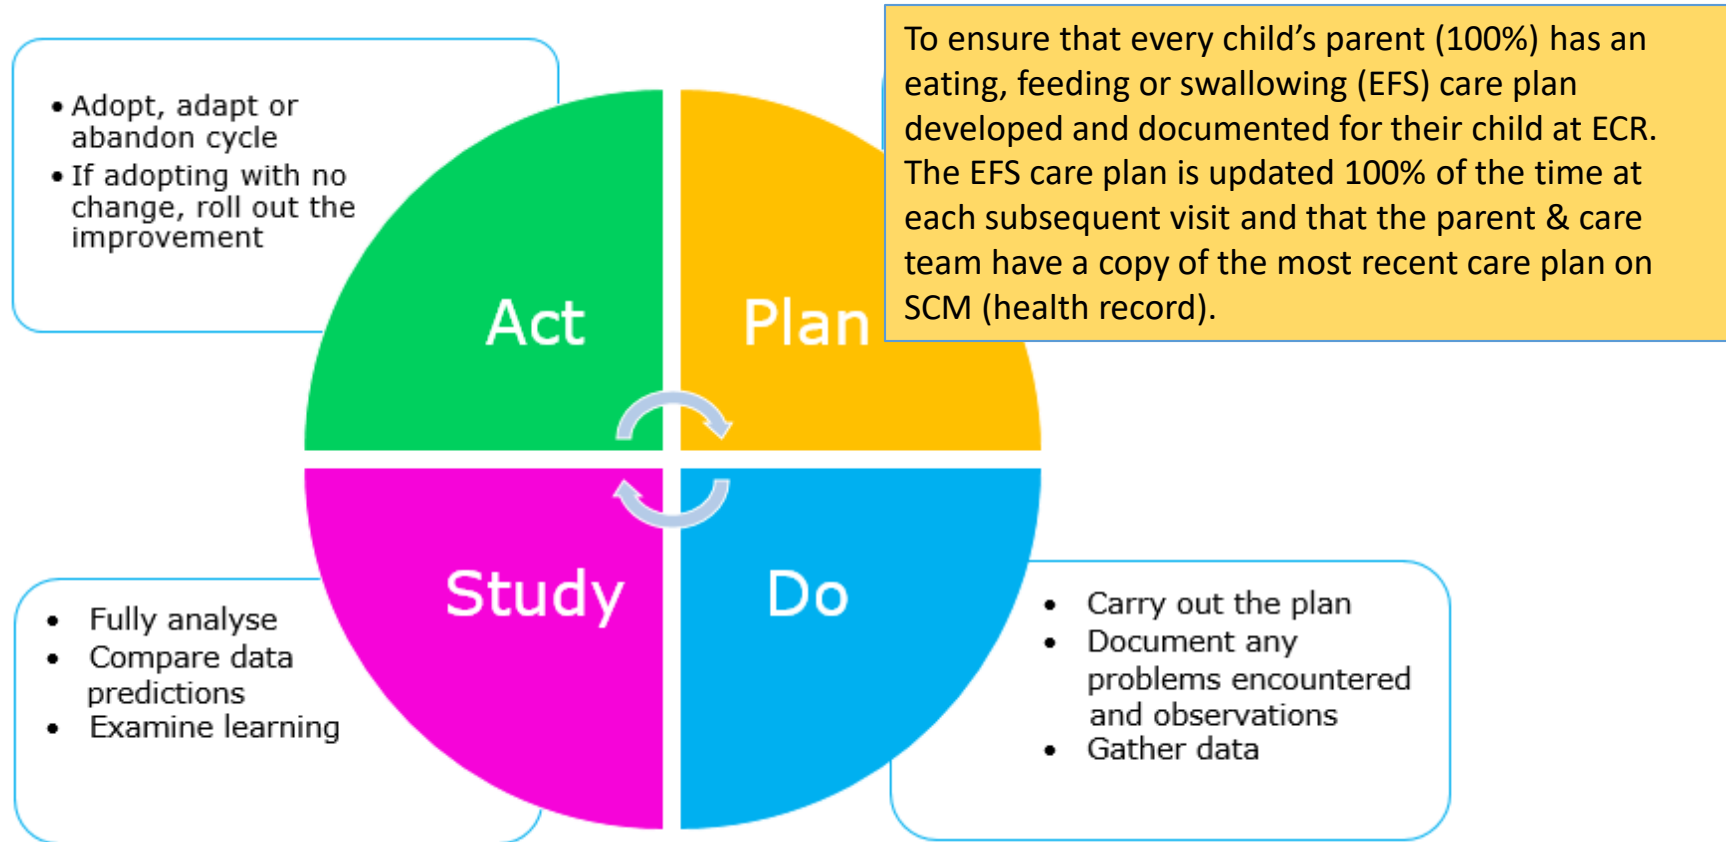 • Adopt, adapt or
abandon cycle
• If adopting with no
change, roll out the
improvement
Act
Plan
To ensure that every child’s parent (100%) has an
eating, feeding or swallowing (EFS) care plan
developed and documented for their child at ECR.
The EFS care plan is updated 100% of the time at
each subsequent visit and that the parent & care
team have a copy of the most recent care plan on
SCM (health record).
Study
Do
• Fully analyse
• Compare data
predictions
• Examine learning
• Carry out the plan
• Document any
problems encountered
and observations
• Gather data